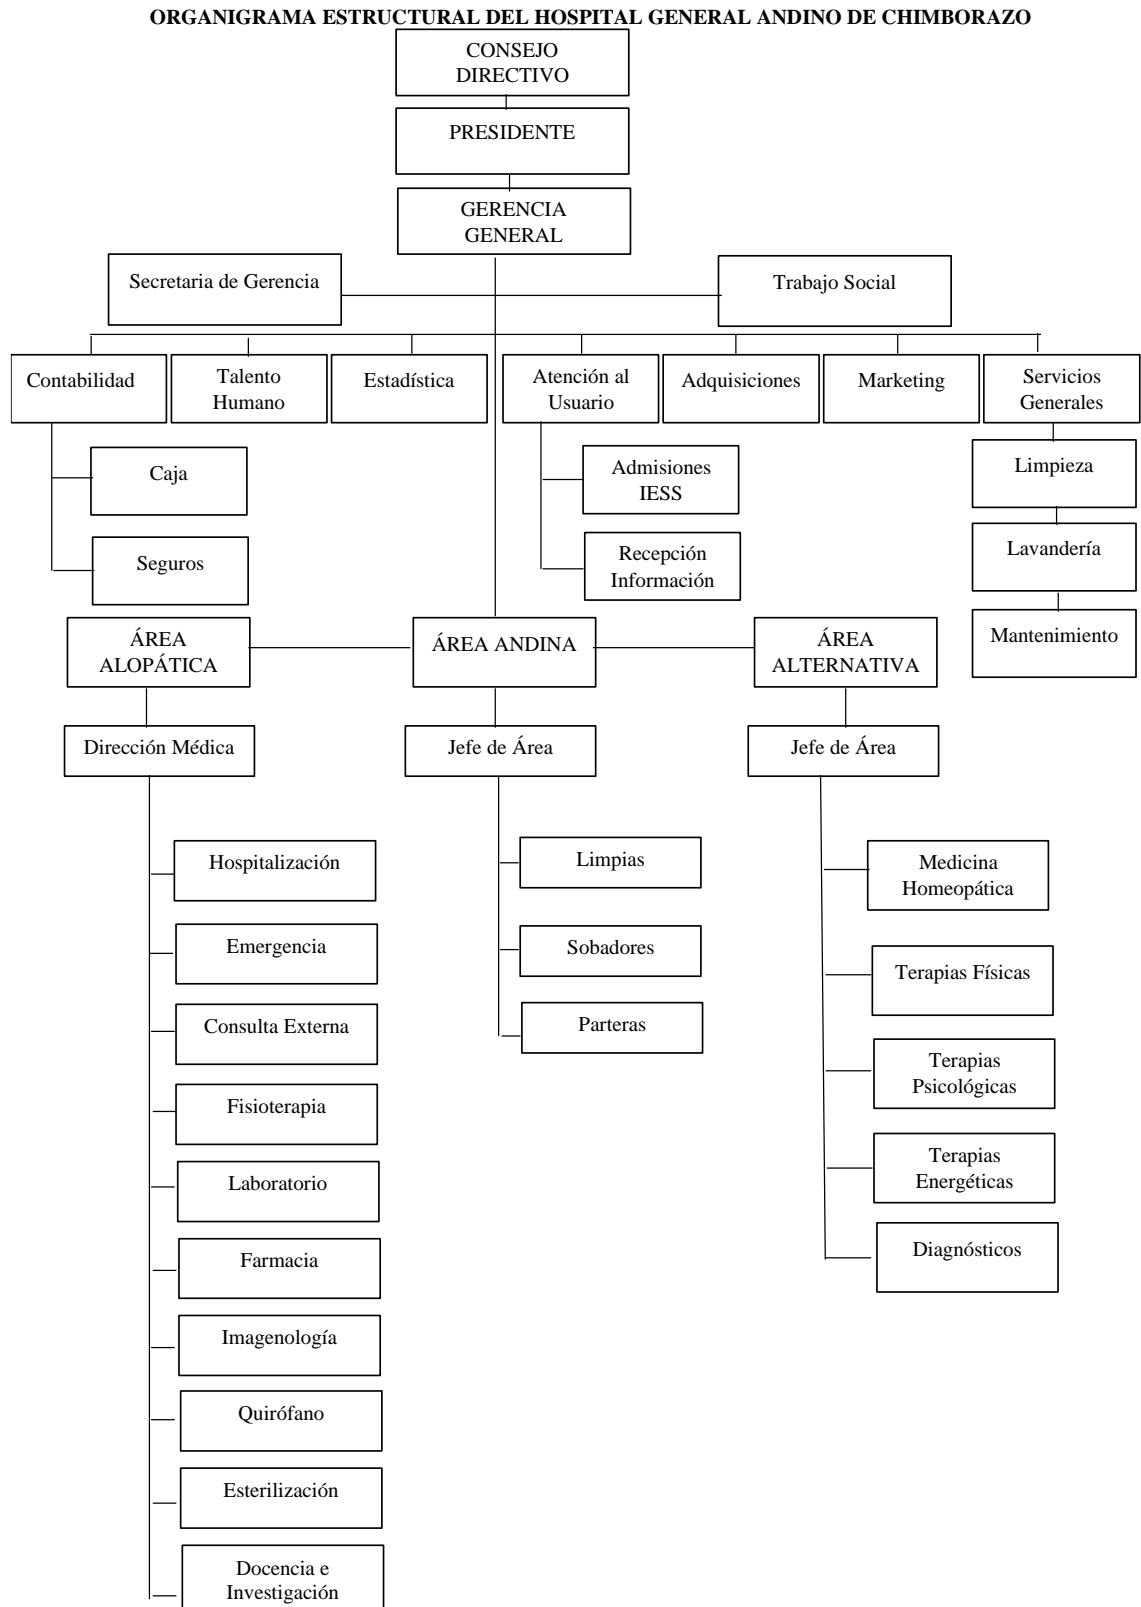 ORGANIGRAMA ESTRUCTURAL DEL HOSPITAL GENERAL ANDINO DE CHIMBORAZO
CONSEJO
DIRECTIVO
PRESIDENTE
GERENCIA
GENERAL
Secretaria de Gerencia
Trabajo Social
Contabilidad
Talento
Humano
Estadística
Atención al
Usuario
Adquisiciones
Marketing
Servicios
Generales
Caja
Seguros
Admisiones
IESS
Recepción
Información
Limpieza
Lavandería
Mantenimiento
ÁREA
ALOPÁTICA
ÁREA ANDINA
ÁREA
ALTERNATIVA
Dirección Médica
Jefe de Área
Jefe de Área
Hospitalización
Emergencia
Consulta Externa
Fisioterapia
Laboratorio
Farmacia
Imagenología
Quirófano
Esterilización
Docencia e
Investigación
Limpias
Sobadores
Parteras
Medicina
Homeopática
Terapias Físicas
Terapias
Psicológicas
Terapias
Energéticas
Diagnósticos